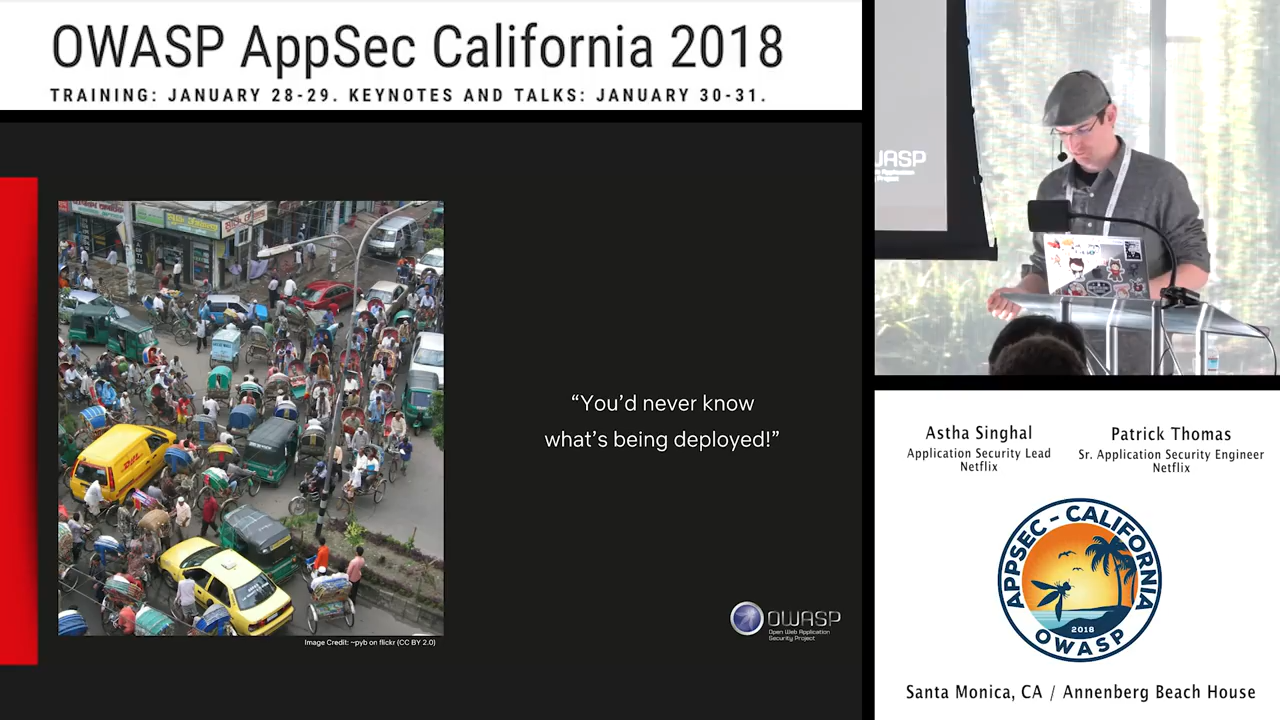 OWASP AppSec California 2018
TRAINING: JANUARY 28-29. KEYNOTES AND TALKS: JANUARY 30-31.
“You’d never know
what’s being deployed!”
Image Credit: ~pyb on flickr (CC BY 2.0)
OWASP
Open Web Application
Security Project
Astha Singhal
Application Security Lead
Netflix
Patrick Thomas
Sr. Application Security Engineer
Netflix
APPSEC - CALIFORNIA
2018
OWASP
Santa Monica, CA / Annenberg Beach House